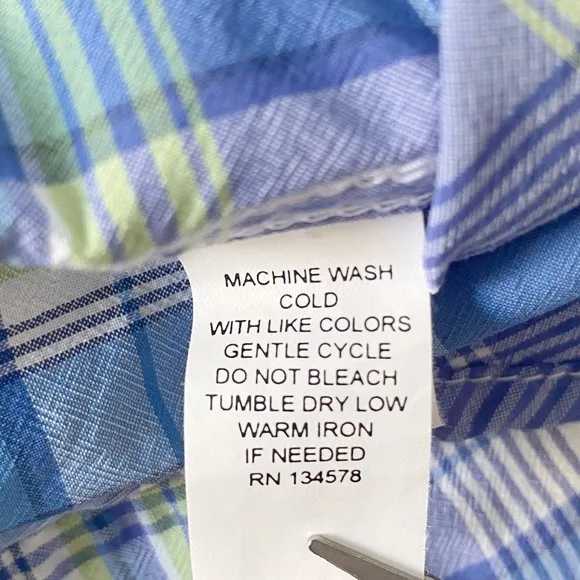 MACHINE WASH
COLD
WITH LIKE COLORS
GENTLE CYCLE
DO NOT BLEACH
TUMBLE DRY LOW
WARM IRON
IF NEEDED
RN 134578